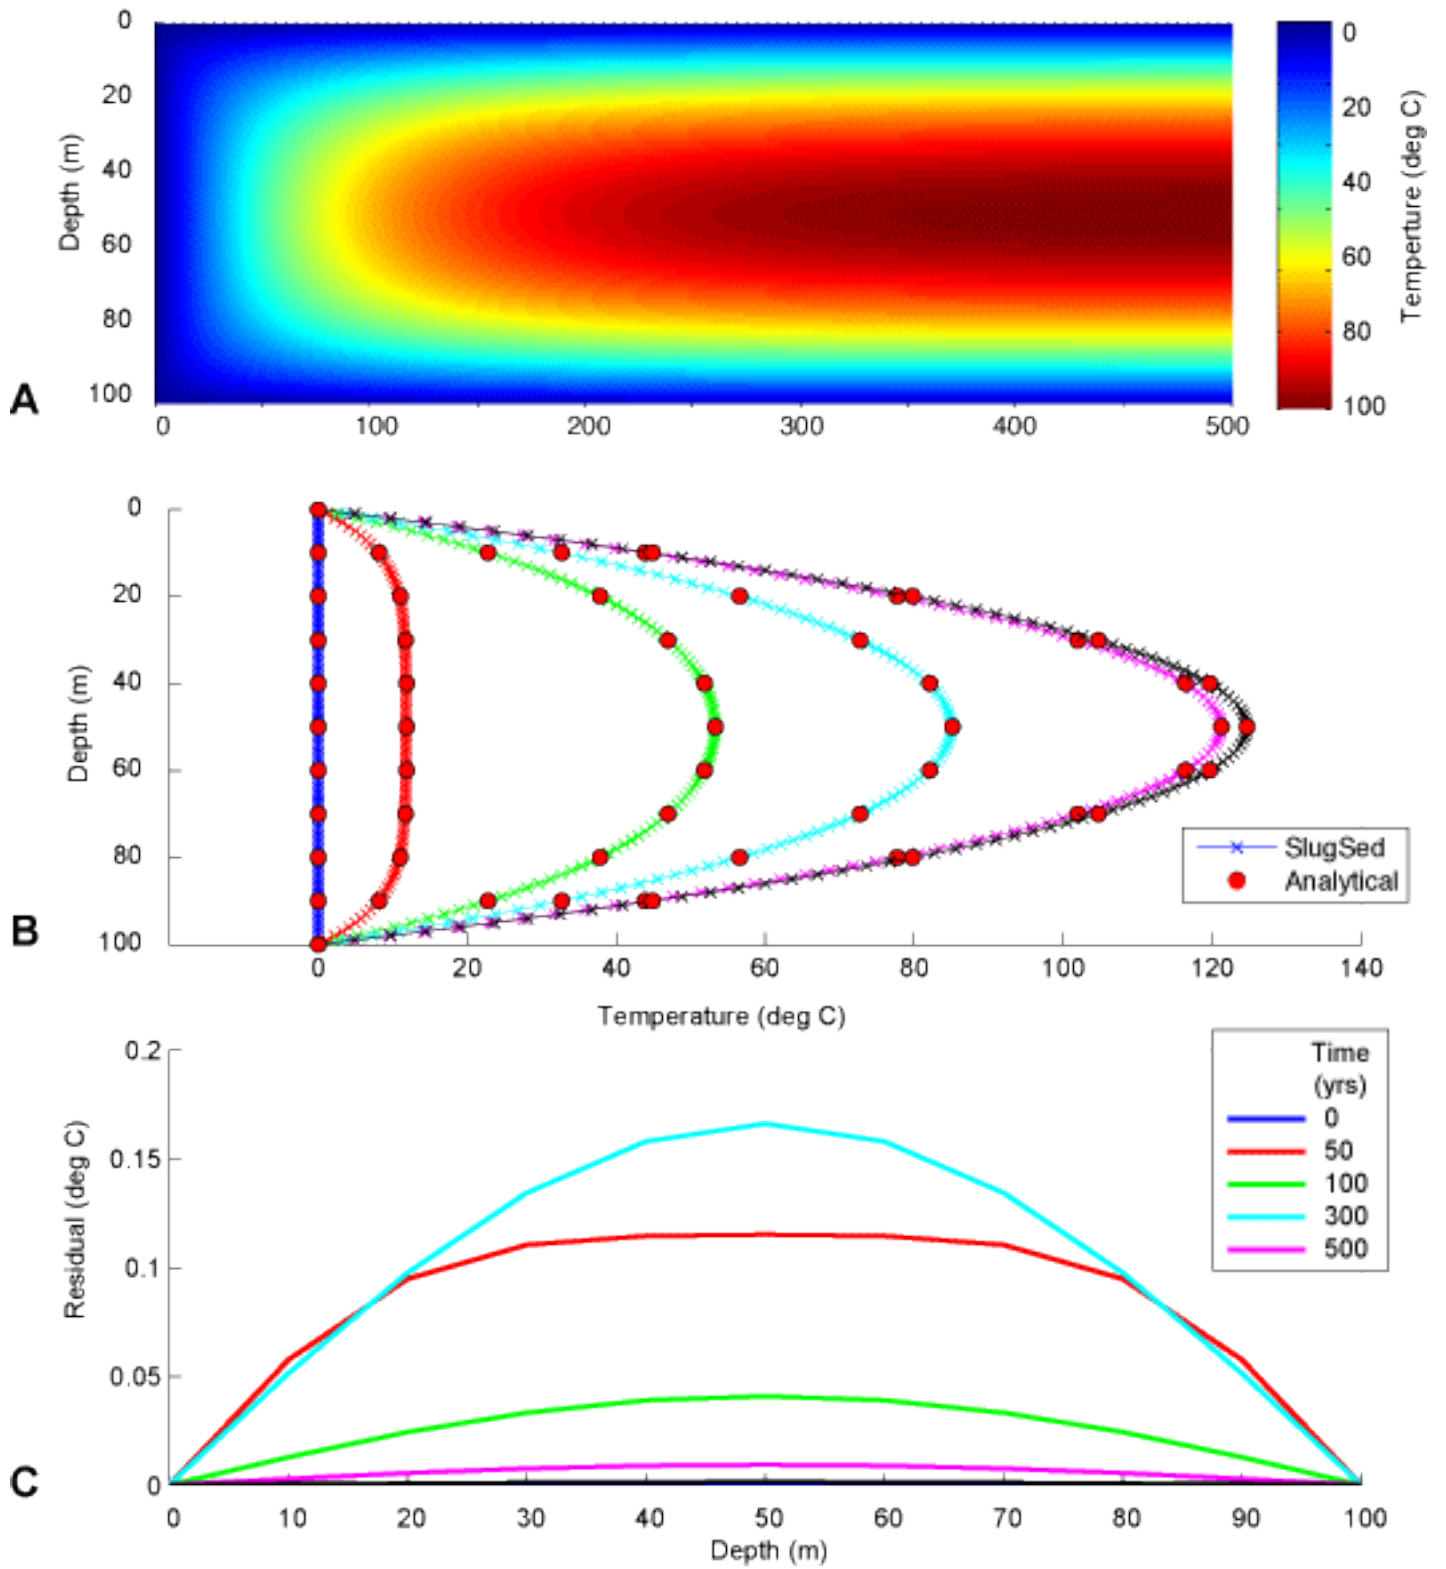 0
20
40
60
80
100
Depth (m)
A
0 100 200 300 400 500
0
20
40
60
80
100
Temperture (deg C)
0
20
40
60
80
100
Depth (m)
B
SlugSed
Analytical
0 20 40 60 80 100 120 140
Temperature (deg C)
0.2
0.15
0.1
0.05
0
Residual (deg C)
C
Time
(yrs)
0
50
100
300
500
0 10 20 30 40 50 60 70 80 90 100
Depth (m)